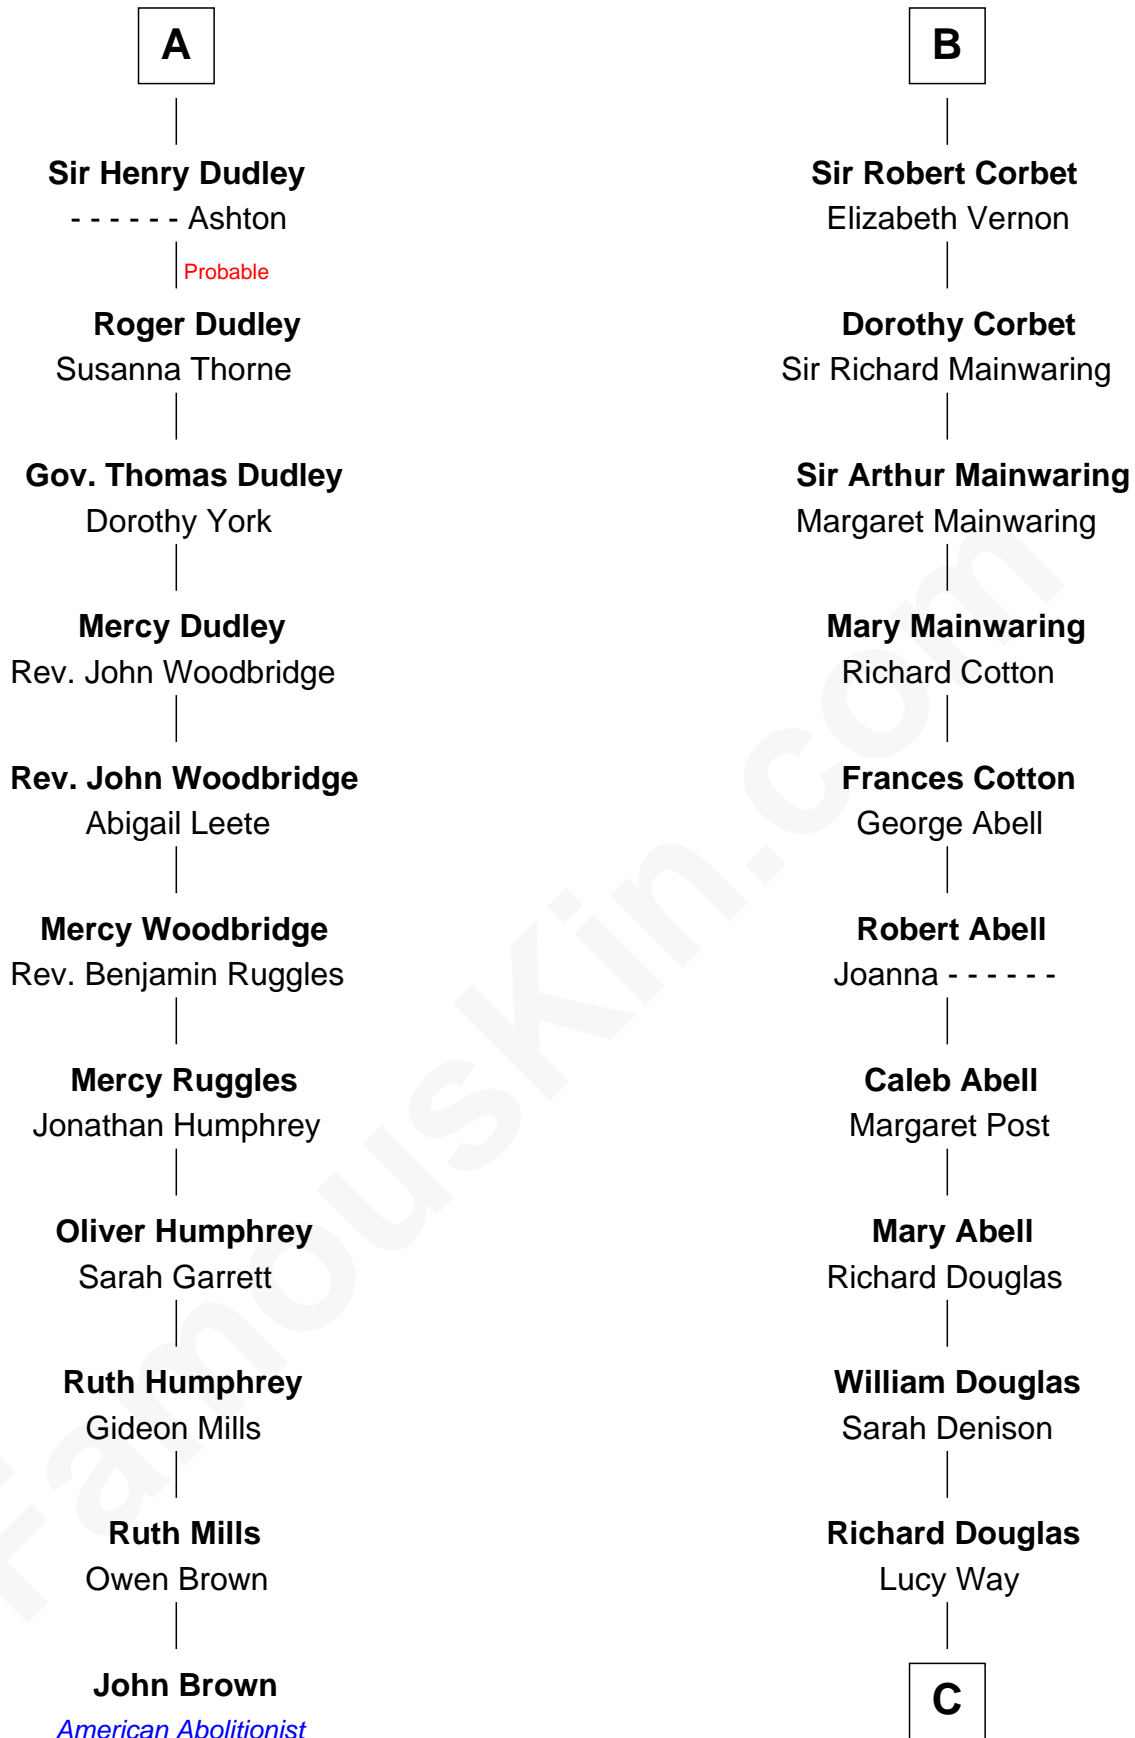 A
Sir Henry Dudley
- - - - - - Ashton
Probable
Roger Dudley
Susanna Thorne
Gov. Thomas Dudley
Dorothy York
Mercy Dudley
Rev. John Woodbridge
Rev. John Woodbridge
Abigail Leete
Mercy Woodbridge
Rev. Benjamin Ruggles
Mercy Ruggles
Jonathan Humphrey
Oliver Humphrey
Sarah Garrett
Ruth Humphrey
Gideon Mills
Ruth Mills
Owen Brown
John Brown
American Abolitionist
B
Sir Robert Corbet
Elizabeth Vernon
Dorothy Corbet
Sir Richard Mainwaring
Sir Arthur Mainwaring
Margaret Mainwaring
Mary Mainwaring
Richard Cotton
Frances Cotton
George Abell
Robert Abell
Joanna - - - - - -
Caleb Abell
Margaret Post
Mary Abell
Richard Douglas
William Douglas
Sarah Denison
Richard Douglas
Lucy Way
C
FamousKin.com